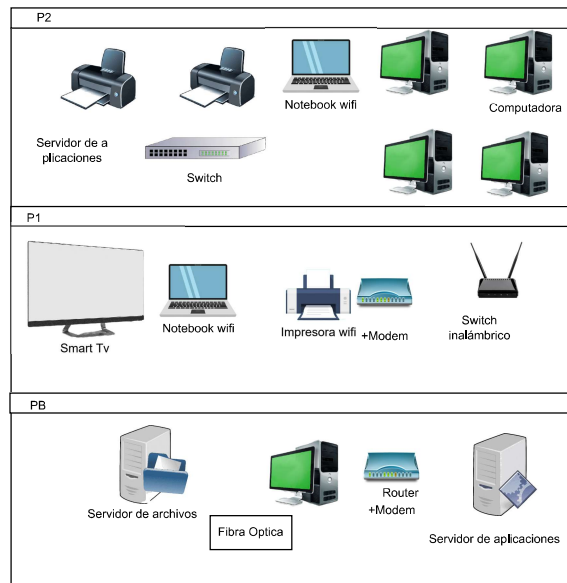 P2
Notebook wifi
Computadora
Servidor de a
plicaciones
Switch
P1
Smart Tv
Notebook wifi
Impresora wifi
+Modem
Switch
inalámbrico
PB
Servidor de archivos
Fibra Optica
Router
+Modem
Servidor de aplicaciones